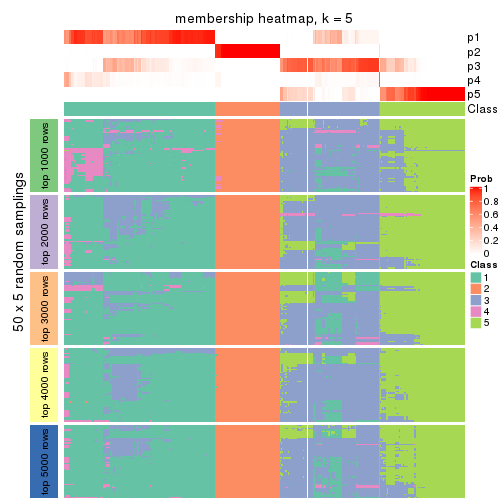 membership heatmap, k = 5
p1
p2
p3
p4
p5
Class
50 x 5 random samplings
top 1000 rows
top 2000 rows
top 3000 rows
top 4000 rows
top 5000 rows
Prob
1
0.8
0.6
0.4
0.2
0
Class
1
2
3
4
5